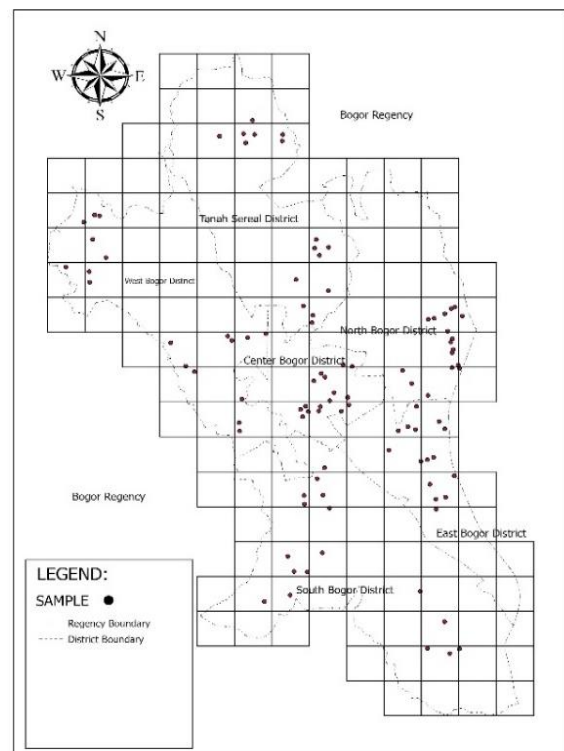 N
W E
S
Bogor Regency
Tanah Sereal District
West Bogor District
North Bogor District
Center Bogor District
Bogor Regency
East Bogor District
South Bogor District
LEGEND:
SAMPLE
Regency Boundary
District Boundary